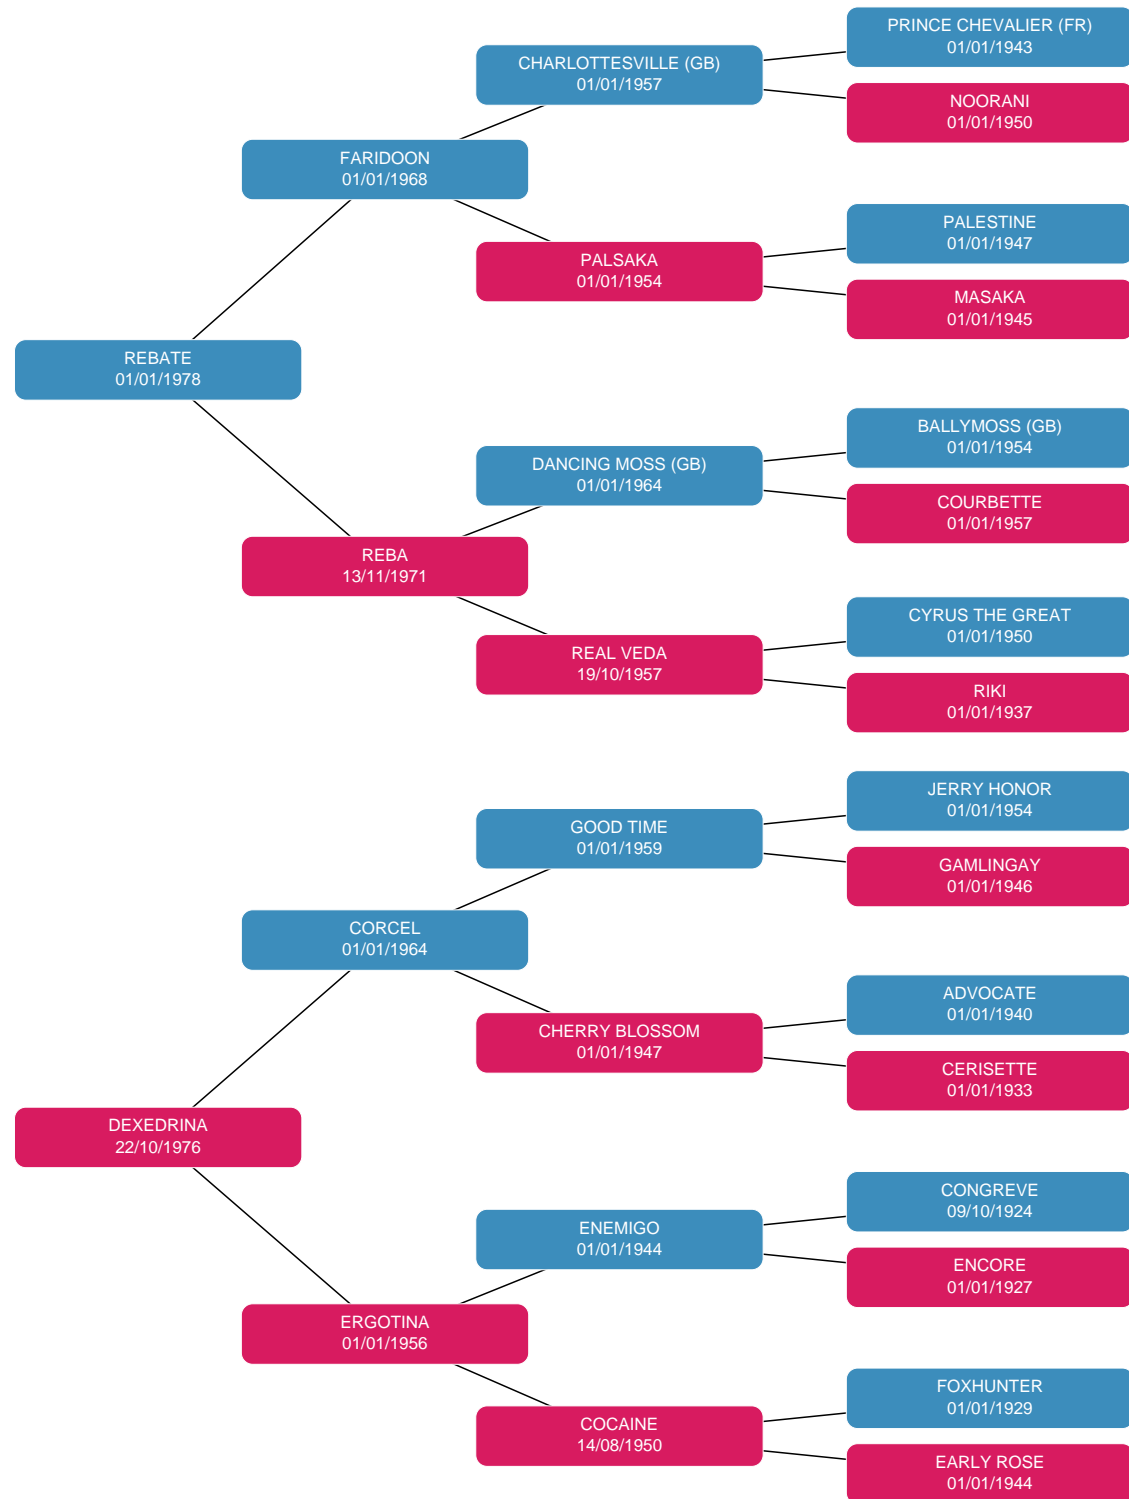 PRINCE CHEVALIER (FR)
01/01/1943
CHARLOTTESVILLE (GB)
01/01/1957
NOORANI
01/01/1950
FARIDOON
01/01/1968
PALESTINE
01/01/1947
PALSAKA
01/01/1954
MASAKA
01/01/1945
REBATE
01/01/1978
BALLYMOSS (GB)
01/01/1954
DANCING MOSS (GB)
01/01/1964
COURBETTE
01/01/1957
REBA
13/11/1971
CYRUS THE GREAT
01/01/1950
REAL VEDA
19/10/1957
RIKI
01/01/1937
JERRY HONOR
01/01/1954
GOOD TIME
01/01/1959
GAMLINGAY
01/01/1946
CORCEL
01/01/1964
ADVOCATE
01/01/1940
CHERRY BLOSSOM
01/01/1947
CERISETTE
01/01/1933
DEXEDRINA
22/10/1976
CONGREVE
09/10/1924
ENEMIGO
01/01/1944
ENCORE
01/01/1927
ERGOTINA
01/01/1956
FOXHUNTER
01/01/1929
COCAINE
14/08/1950
EARLY ROSE
01/01/1944